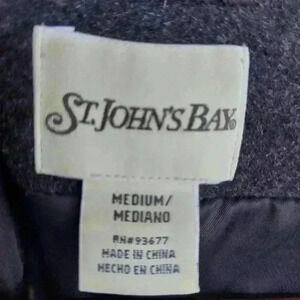 ST. JOHN'S BAY®
MEDIUM/
MEDIANO
RN#93677
MADE IN CHINA
HECHO EN CHINA